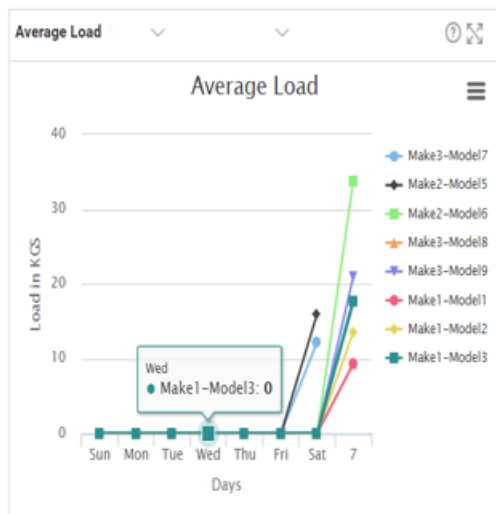 Average Load
Average Load
40
30
20
10
0
Load in KGS
Wed
Make1-Model3: 0
Sun Mon Tue Wed Thu Fri Sat 7
Days
Make3-Model7
Make2-Model5
Make2-Model6
Make3-Model8
Make3-Model9
Make1-Model1
Make1-Model2
Make1-Model3